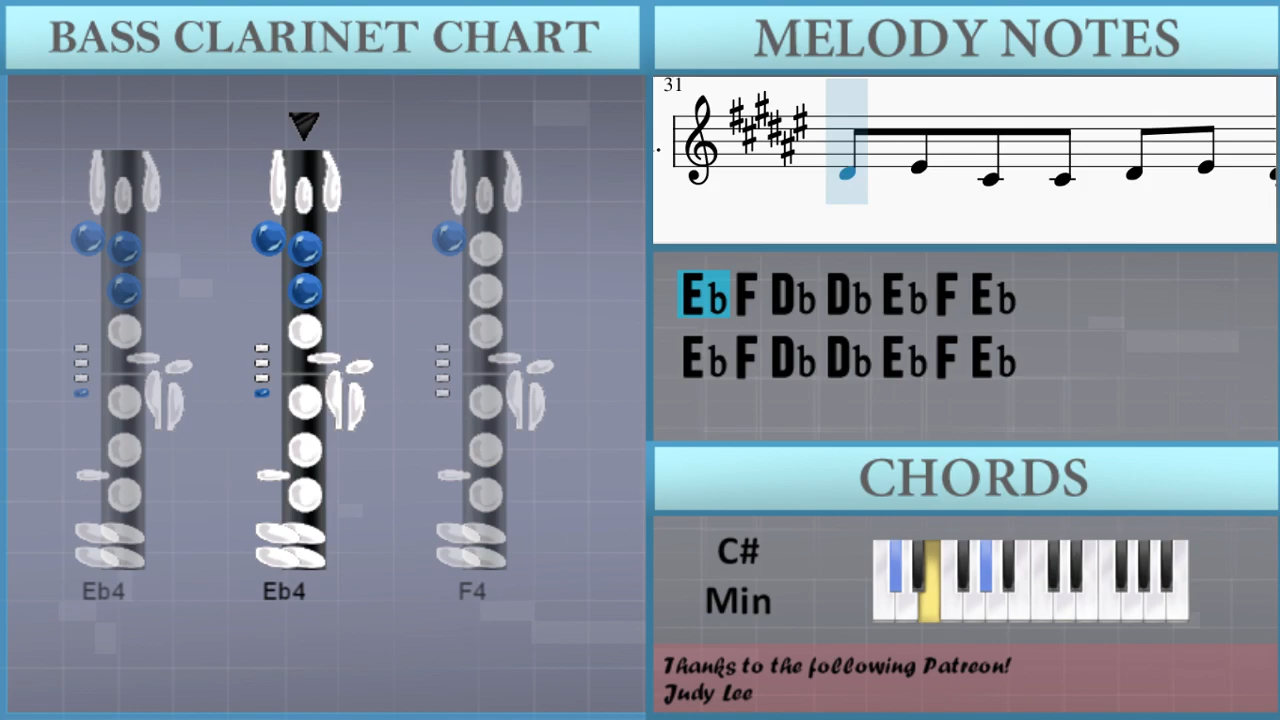 BASS CLARINET CHART
Eb4 Eb4 F4
MELODY NOTES
31
Eb F Db Db Eb F Eb
Eb F Db Db Eb F Eb
CHORDS
C#
Min
Thanks to the following Patreon!
Judy Lee